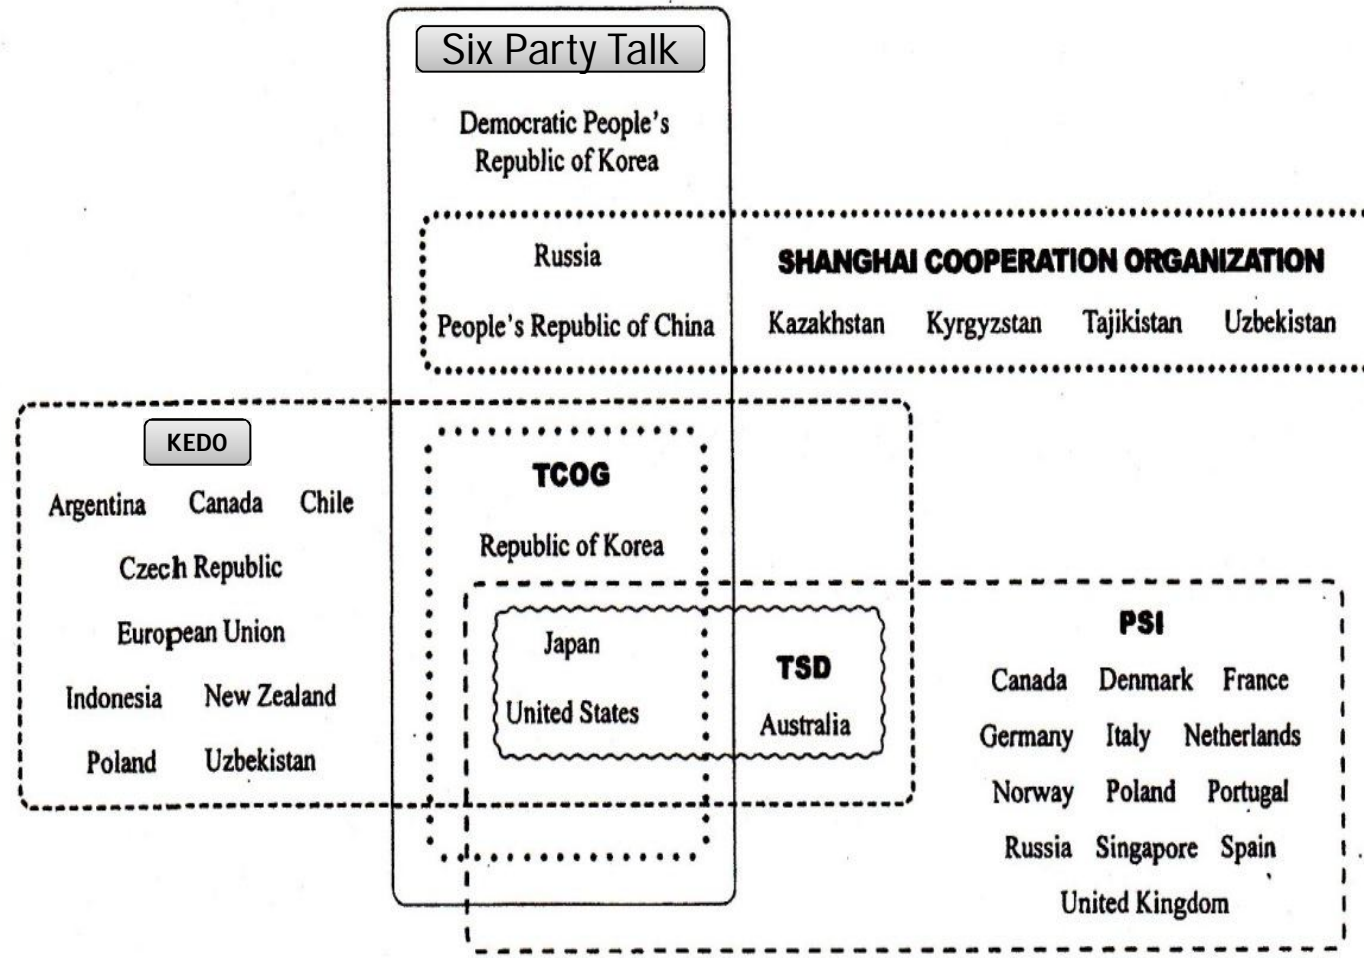 Six Party Talk
Democratic People's
Republic of Korea
Russia
SHANGHAI COOPERATION ORGANIZATION
People's Republic of China
Kazakhstan Kyrgyzstan Tajikistan Uzbekistan
KEDO
Argentina Canada Chile
Czech Republic
European Union
Indonesia New Zealand
Poland Uzbekistan
TCOG
Republic of Korea
Japan
United States
TSD
Australia
PSI
Canada Denmark France
Germany Italy Netherlands
Norway Poland Portugal
Russia Singapore Spain
United Kingdom